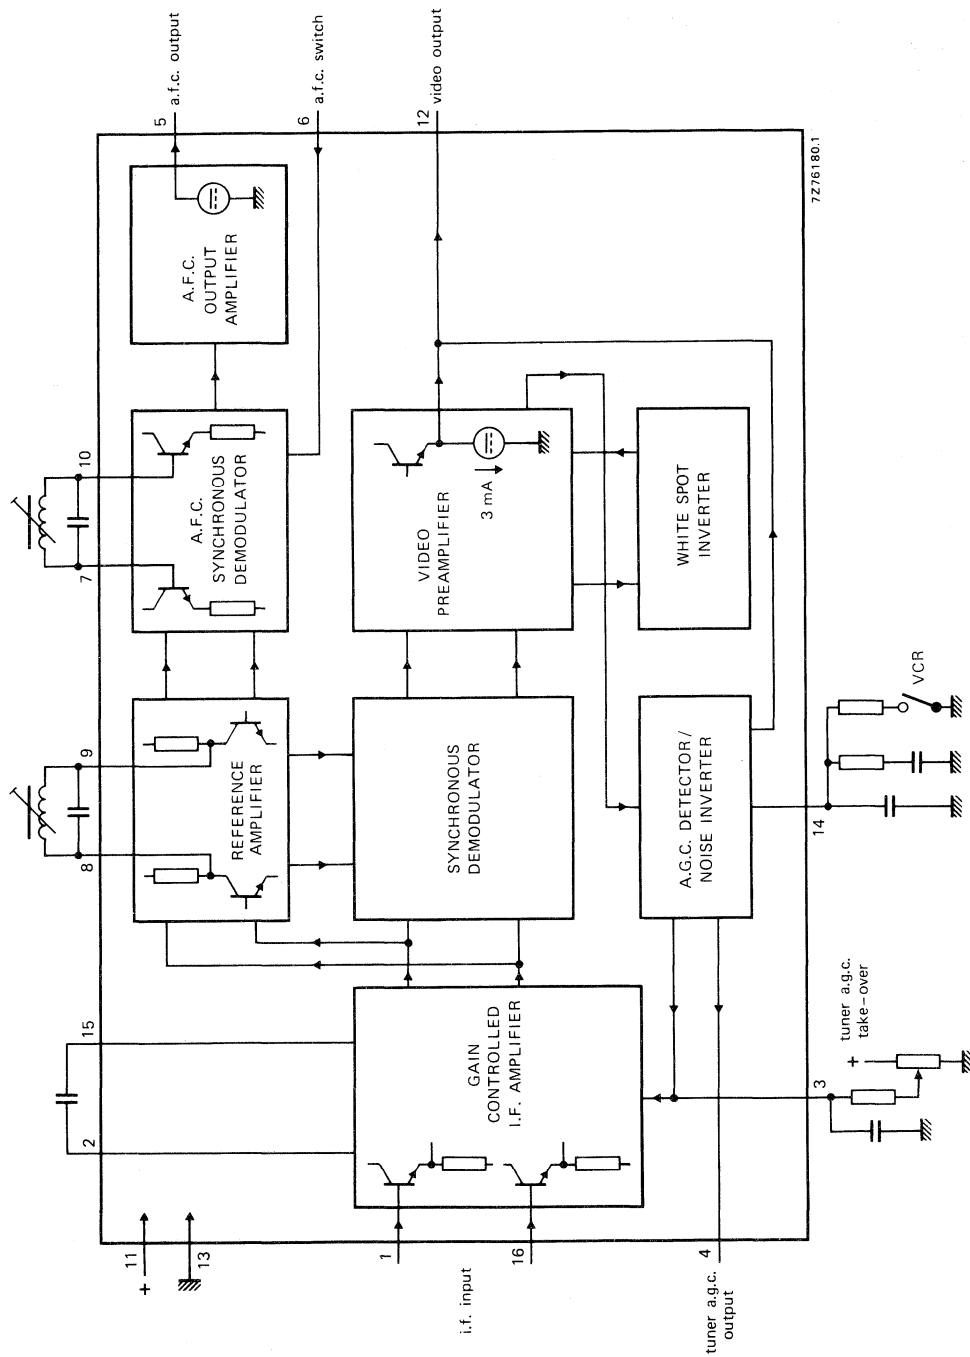 11
+
13
2
15
8
9
7
10
5
a.f.c. output
6
a.f.c. switch
12
video output
REFERENCE
AMPLIFIER
A.F.C.
SYNCHRONOUS
DEMODULATOR
A.F.C.
OUTPUT
AMPLIFIER
1
16
i.f. input
GAIN
CONTROLLED
I.F. AMPLIFIER
SYNCHRONOUS
DEMODULATOR
VIDEO
PREAMPLIFIER
3 mA
A.G.C. DETECTOR/
NOISE INVERTER
WHITE SPOT
INVERTER
4
tuner a.g.c.
output
3
+
tuner a.g.c.
take-over
14
VCR
7Z76180.1